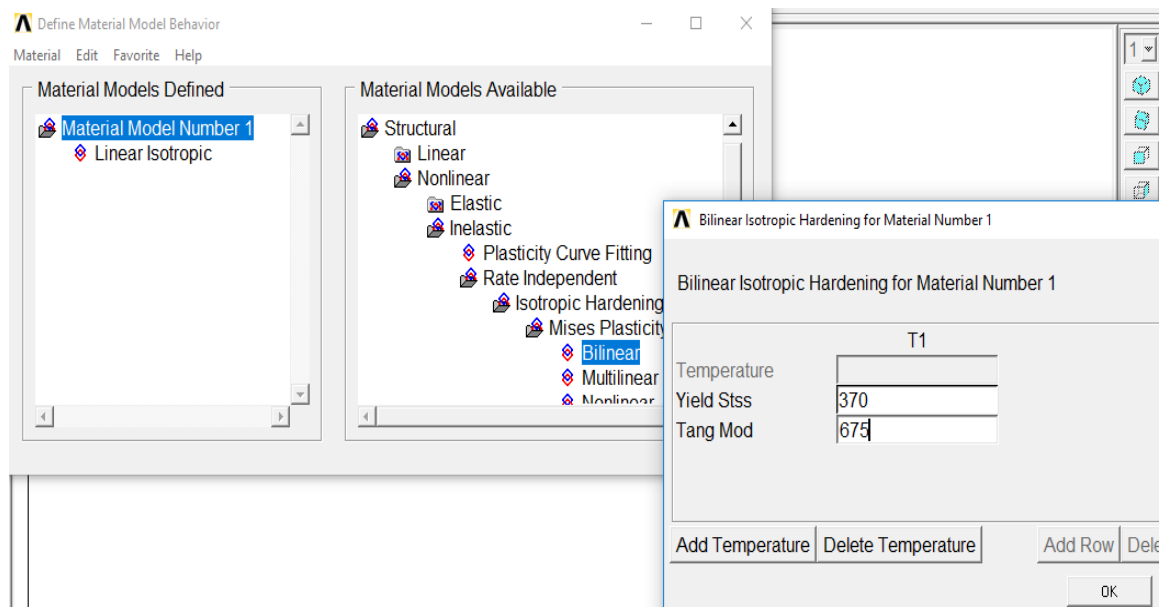 Define Material Model Behavior
Material Edit Favorite Help
Material Models Defined
Material Model Number 1
Linear Isotropic
Material Models Available
Structural
Linear
Nonlinear
Elastic
Inelastic
Plasticity Curve Fitting
Rate Independent
Isotropic Hardening
Mises Plasticity
Bilinear
Multilinear
Nonlinear
1
Bilinear Isotropic Hardening for Material Number 1
Bilinear Isotropic Hardening for Material Number 1
T1
Temperature
Yield Stss 370
Tang Mod 675
Add Temperature Delete Temperature Add Row Dele
OK